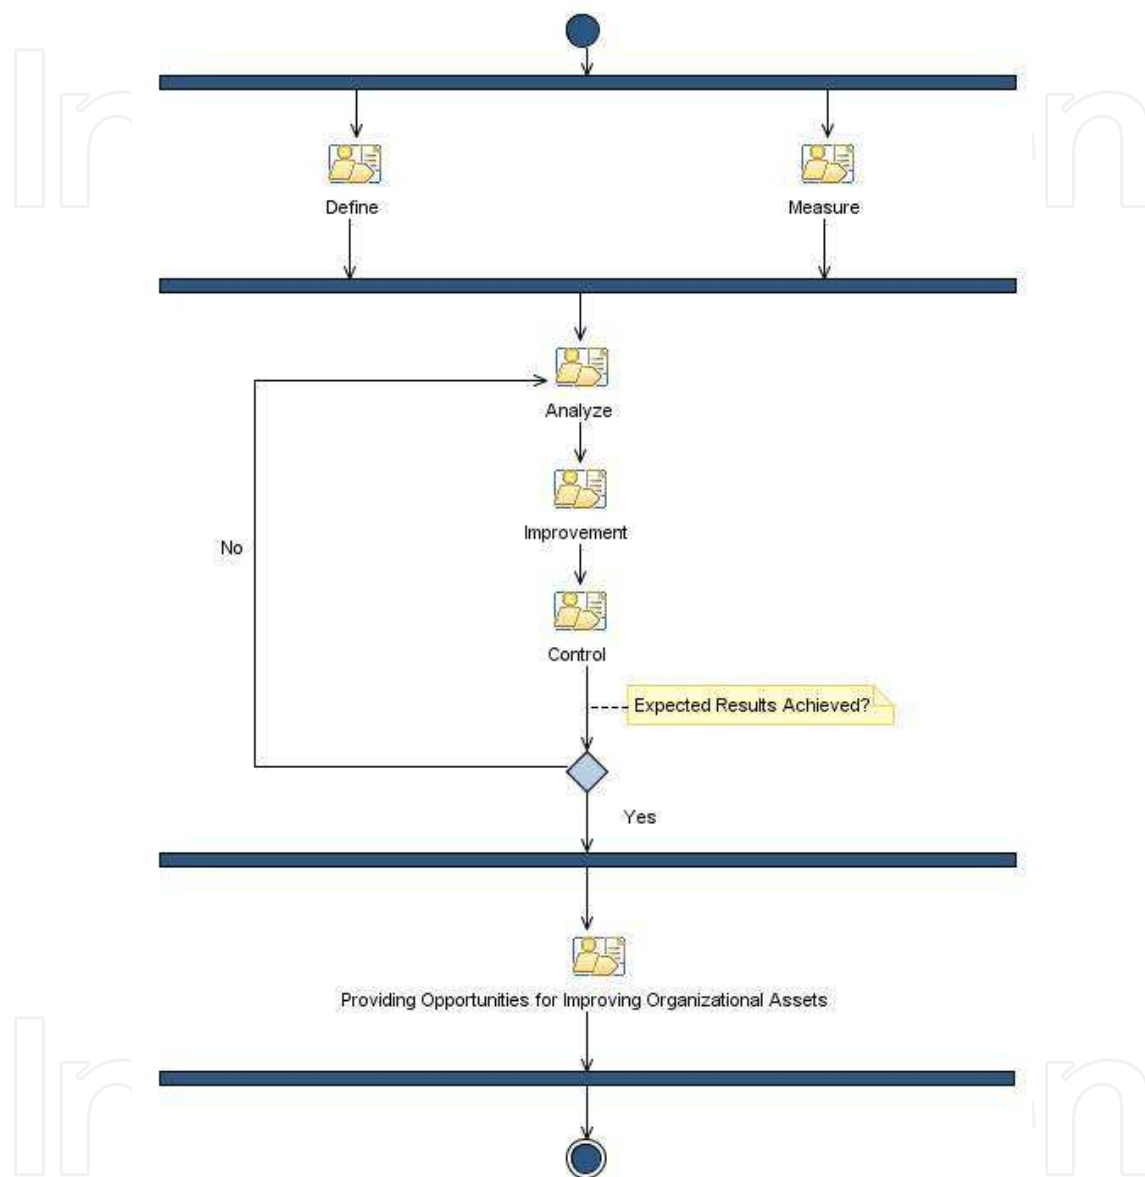 Define
Measure
Analyze
Improvement
No
Control
Expected Results Achieved?
Yes
Providing Opportunities for Improving Organizational Assets